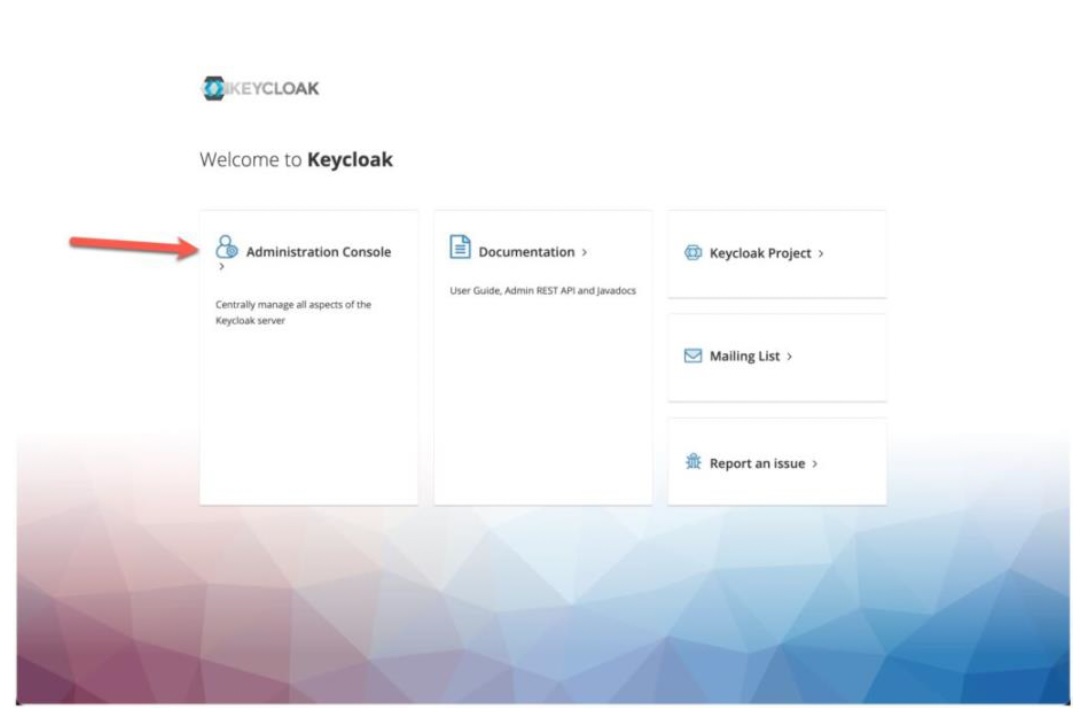 KEYCLOAK
Welcome to Keycloak
Administration Console
>
Centrally manage all aspects of the
Keycloak server
Documentation >
User Guide, Admin REST API and Javadocs
Keycloak Project >
Mailing List >
Report an issue >